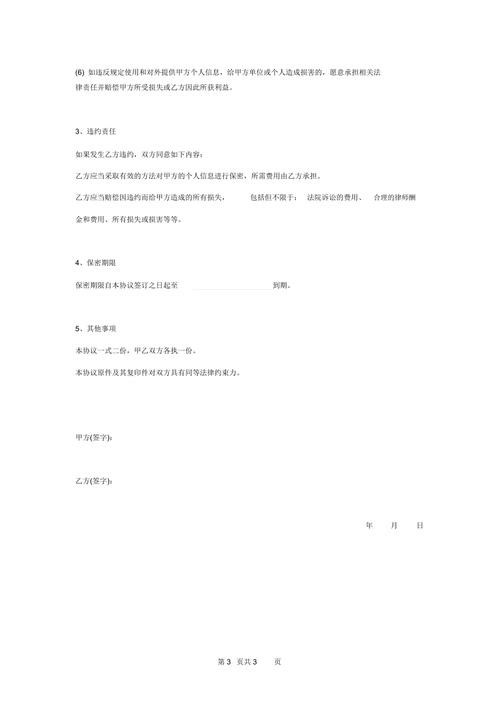 (6) 如违反规定使用和对外提供甲方个人信息，给甲方单位或个人造成损害的，愿意承担相关法
律责任并赔偿甲方所受损失或乙方因此所获利益。
3、违约责任
如果发生乙方违约，双方同意如下内容：
乙方应当采取有效的方法对甲方的个人信息进行保密，所需费用由乙方承担。
乙方应当赔偿因违约而给甲方造成的所有损失， 包括但不限于： 法院诉讼的费用、 合理的律师酬
金和费用、所有损失或损害等等。
4、保密期限
保密期限自本协议签订之日起至 到期。
5、其他事项
本协议一式二份，甲乙双方各执一份。
本协议原件及其复印件对双方具有同等法律约束力。
甲方(签字)：
乙方(签字)：
年 月 日
第 3 页共 3 页